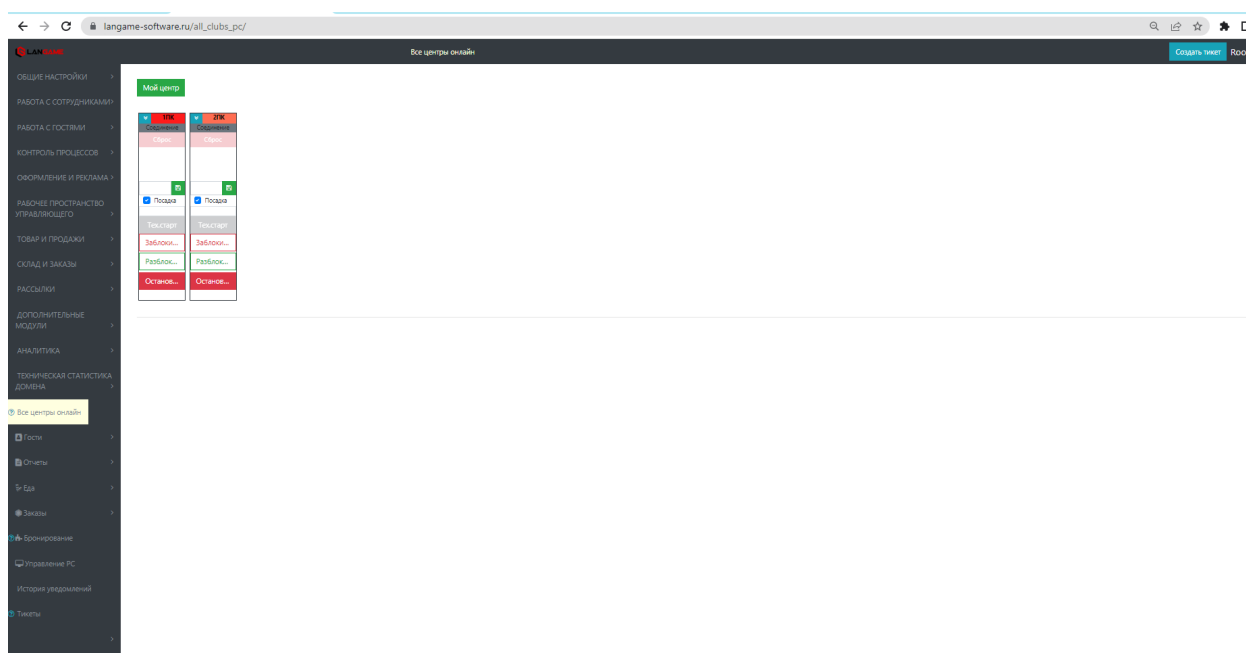 langame-software.ru/all_clubs_pc/
LANGAME
Все центры онлайн
Создать тикет
Roo
ОБЩИЕ НАСТРОЙКИ
РАБОТА С СОТРУДНИКАМИ
РАБОТА С ГОСТЯМИ
КОНТРОЛЬ ПРОЦЕССОВ
ОФОРМЛЕНИЕ И РЕКЛАМА
РАБОЧЕЕ ПРОСТРАНСТВО
УПРАВЛЯЮЩЕГО
ТОВАР И ПРОДАЖИ
СКЛАД И ЗАКАЗЫ
РАССЫЛКИ
ДОПОЛНИТЕЛЬНЫЕ
МОДУЛИ
АНАЛИТИКА
ТЕХНИЧЕСКАЯ СТАТИСТИКА
ДОМЕНА
Все центры онлайн
Гости
Отчеты
Еда
Заказы
Бронирование
Управление PC
История уведомлений
Тикеты
Мой центр
1ПК
Соединение
Сброс
Посадка
Тех.старт
Заблоки...
Разблок...
Останов...
2ПК
Соединение
Сброс
Посадка
Тех.старт
Заблоки...
Разблок...
Останов...